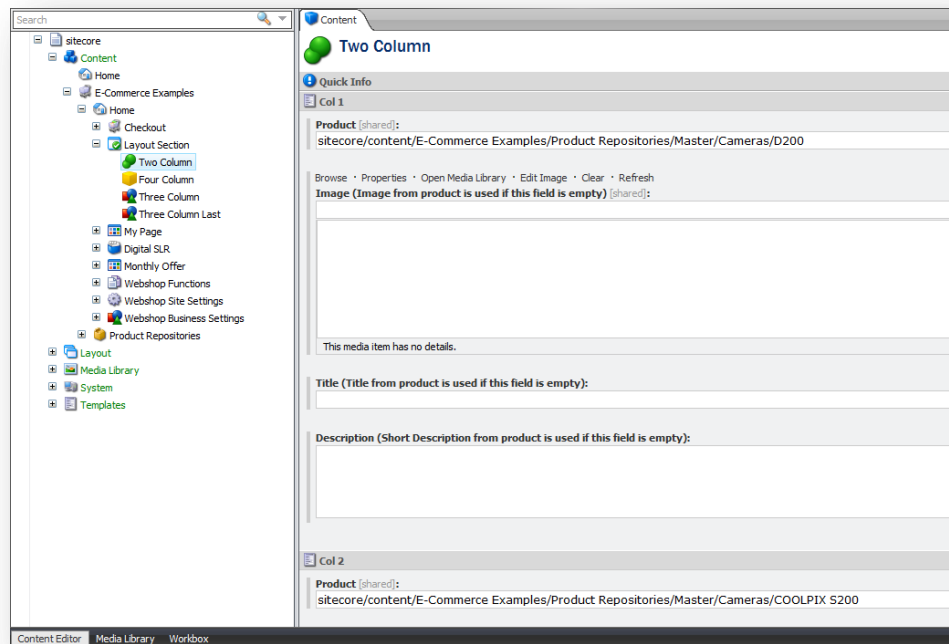 Search
sitecore
Content
Home
E-Commerce Examples
Home
Checkout
Layout Section
Two Column
Four Column
Three Column
Three Column Last
My Page
Digital SLR
Monthly Offer
Webshop Functions
Webshop Site Settings
Webshop Business Settings
Product Repositories
Layout
Media Library
System
Templates
Content
Two Column
Quick Info
Col 1
Product [shared]:
sitecore/content/E-Commerce Examples/Product Repositories/Master/Cameras/D200
Browse · Properties · Open Media Library · Edit Image · Clear · Refresh
Image (Image from product is used if this field is empty) [shared]:
This media item has no details.
Title (Title from product is used if this field is empty):
Description (Short Description from product is used if this field is empty):
Col 2
Product [shared]:
sitecore/content/E-Commerce Examples/Product Repositories/Master/Cameras/COOLPIX S200
Content Editor Media Library Workbox